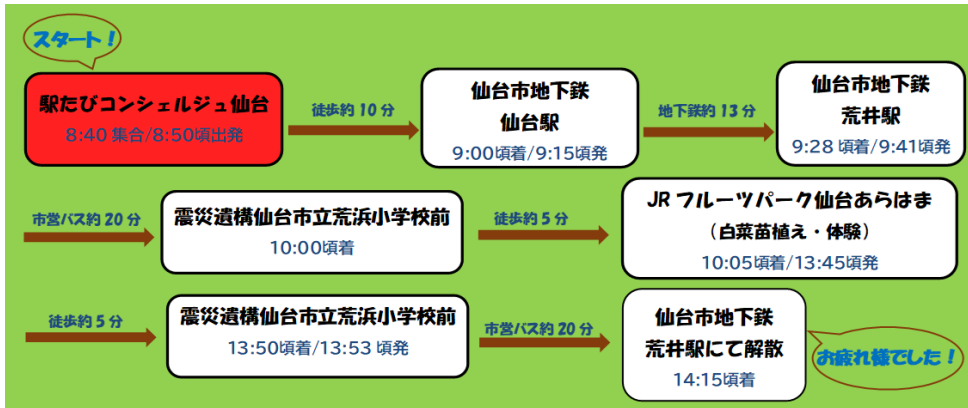 スタート！
駅たびコンシェルジュ仙台
8:40 集合/8:50頃出発
徒歩約 10 分
仙台市地下鉄
仙台駅
9:00頃着/9:15頃発
地下鉄約 13 分
仙台市地下鉄
荒井駅
9:28 頃着/9:41頃発
市営バス約 20 分
震災遺構仙台市立荒浜小学校前
10:00頃着
徒歩約 5 分
JR フルーツパーク仙台あらはま
（白菜苗植え・体験）
10:05頃着/13:45頃発
徒歩約 5 分
震災遺構仙台市立荒浜小学校前
13:50頃着/13:53 頃発
市営バス約 20 分
仙台市地下鉄
荒井駅にて解散
14:15頃着
お疲れ様でした！